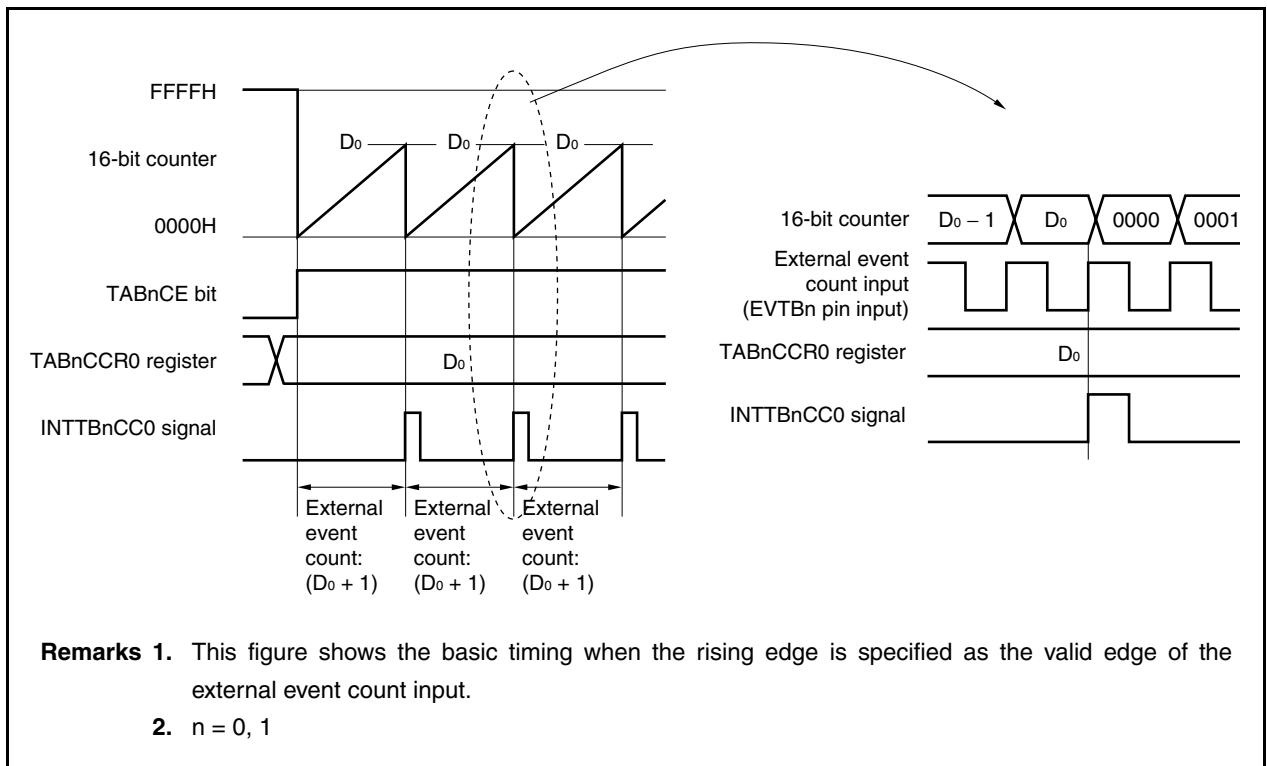 FFFFH
16-bit counter
0000H
D0 D0 D0
TABnCE bit
TABnCCR0 register
D0
INTTBnCC0 signal
External event count: (D0 + 1)
External event count: (D0 + 1)
External event count: (D0 + 1)
16-bit counter
D0 − 1 D0 0000 0001
External event count input (EVTBn pin input)
TABnCCR0 register
D0
INTTBnCC0 signal
Remarks 1. This figure shows the basic timing when the rising edge is specified as the valid edge of the
external event count input.
2. n = 0, 1